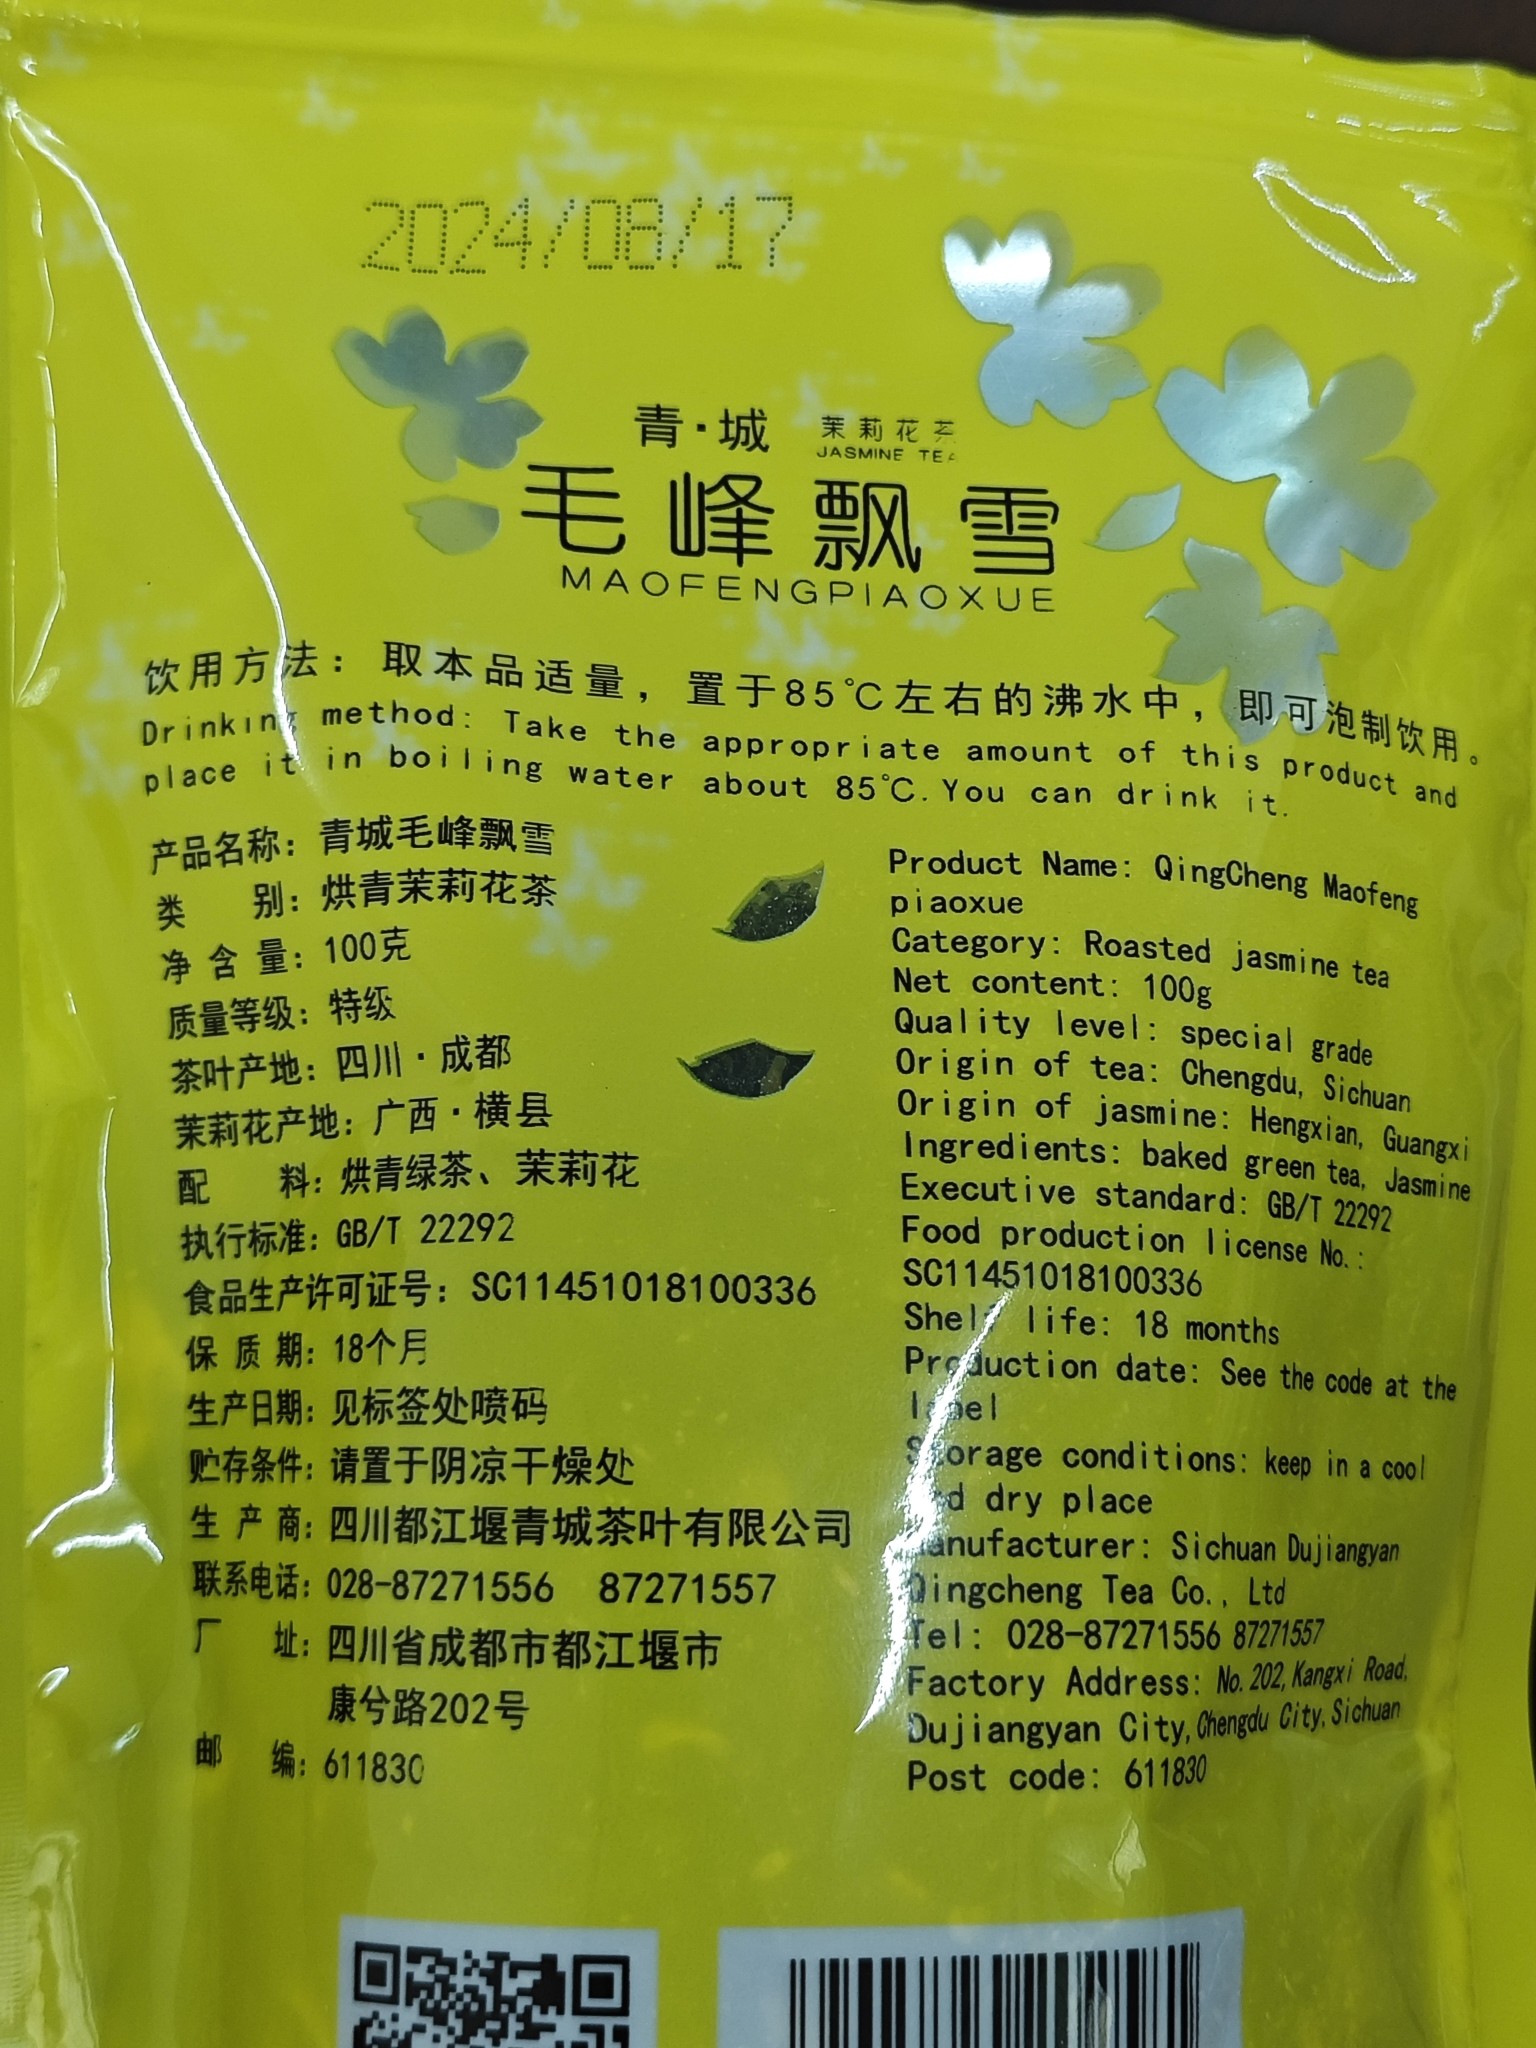 2024/08/17
青·城 茉莉花茶
JASMINE TEA
毛峰飘雪
MAOFENGPIAOXUE
饮用方法：取本品适量，置于85℃左右的沸水中，即可泡制饮用。
Drinking method: Take the appropriate amount of this product and
place it in boiling water about 85℃. You can drink it.
产品名称：青城毛峰飘雪
类 别：烘青茉莉花茶
净 含 量：100克
质量等级：特级
茶叶产地：四川·成都
茉莉花产地：广西·横县
配 料：烘青绿茶、茉莉花
执行标准：GB/T 22292
食品生产许可证号：SC11451018100336
保 质 期：18个月
生产日期：见标签处喷码
贮存条件：请置于阴凉干燥处
生 产 商：四川都江堰青城茶叶有限公司
联系电话：028-87271556 87271557
厂 址：四川省成都市都江堰市
康兮路202号
邮 编：611830
Product Name: QingCheng Maofeng
piaoxue
Category: Roasted jasmine tea
Net content: 100g
Quality level: special grade
Origin of tea: Chengdu, Sichuan
Origin of jasmine: Hengxian, Guangxi
Ingredients: baked green tea, Jasmine
Executive standard: GB/T 22292
Food production license No.:
SC11451018100336
Shelf life: 18 months
Production date: See the code at the
label
Storage conditions: keep in a cool
and dry place
Manufacturer: Sichuan Dujiangyan
Qingcheng Tea Co., Ltd
Tel: 028-87271556 87271557
Factory Address: No. 202, Kangxi Road,
Dujiangyan City, Chengdu City, Sichuan
Post code: 611830